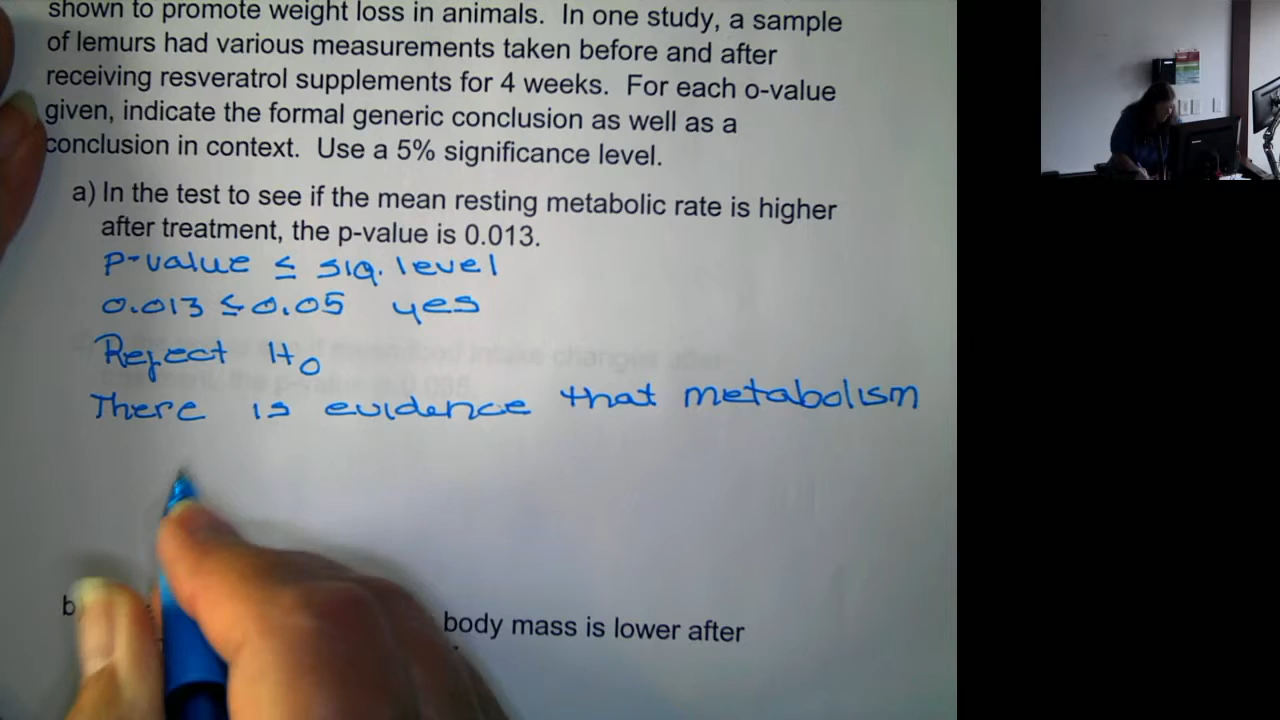 shown to promote weight loss in animals. In one study, a sample
of lemurs had various measurements taken before and after
receiving resveratrol supplements for 4 weeks. For each o-value
given, indicate the formal generic conclusion as well as a
conclusion in context. Use a 5% significance level.
a) In the test to see if the mean resting metabolic rate is higher
after treatment, the p-value is 0.013.
P-value ≤ sig. level
0.013 ≤ 0.05 yes
Reject H₀
There is evidence that metabolism
b
body mass is lower after